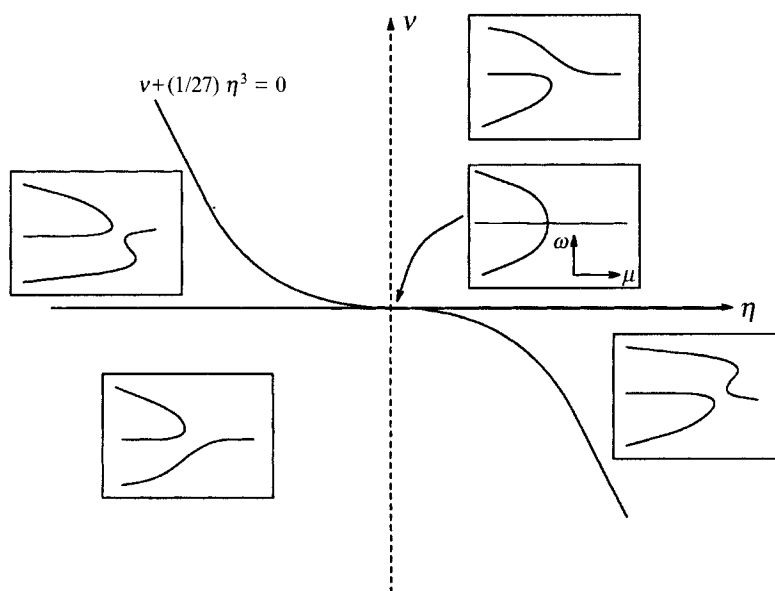 ν
ν+(1/27) η³ = 0
ω
μ
η